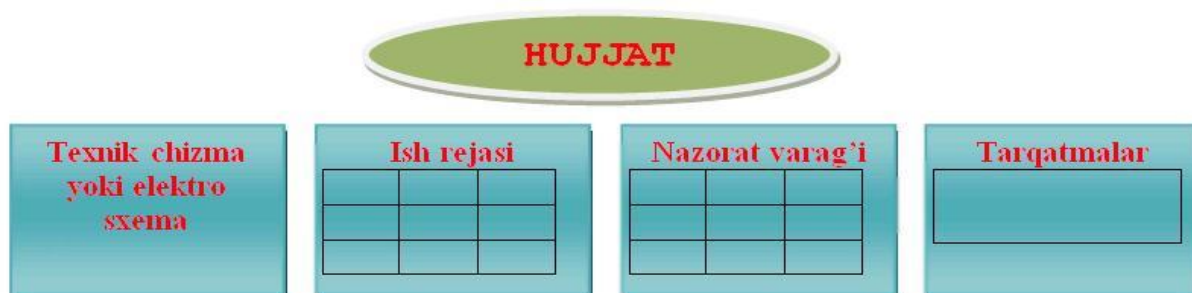 HUJJAT
Texnik chizma
yoki elektro
sxema
Ish rejasi
Nazorat varag'i
Tarqatmalar